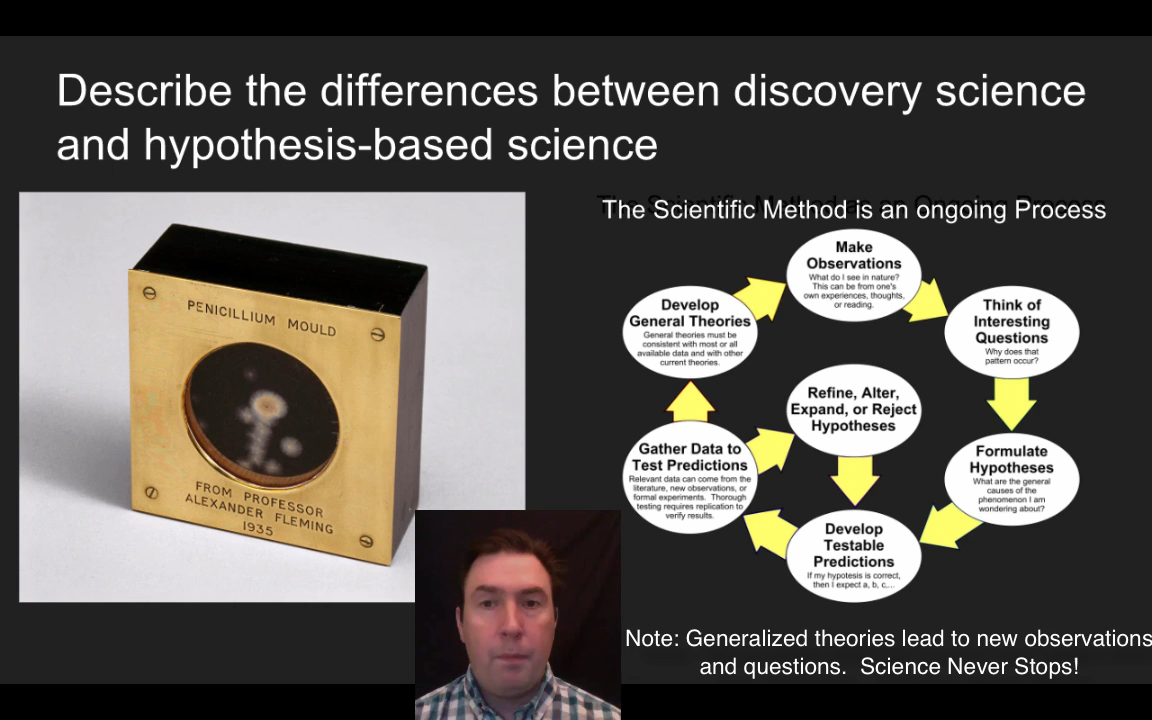 Describe the differences between discovery science
and hypothesis-based science
PENICILLIUM MOULD
FROM PROFESSOR
ALEXANDER FLEMING
1935
The Scientific Method as an Ongoing Process
The Scientific Method is an ongoing Process
Make
Observations
What do I see in nature?
This can be from one's
own experiences, thoughts,
or reading.
Think of
Interesting
Questions
Why does that
pattern occur?
Formulate
Hypotheses
What are the general
causes of the
phenomenon I am
wondering about?
Develop
Testable
Predictions
If my hypotesis is correct,
then I expect a, b, c,...
Gather Data to
Test Predictions
Relevant data can come from the
literature, new observations, or
formal experiments. Thorough
testing requires replication to
verify results.
Refine, Alter,
Expand, or Reject
Hypotheses
Develop
General Theories
General theories must be
consistent with most or all
available data and with other
current theories.
Note: Generalized theories lead to new observations
and questions. Science Never Stops!